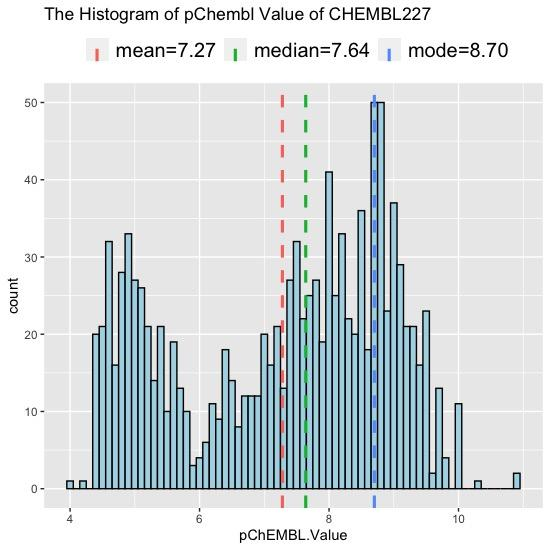 The Histogram of pChembl Value of CHEMBL227
mean=7.27 median=7.64 mode=8.70
50
40
30
20
10
0
count
4 6 8 10
pChEMBL.Value